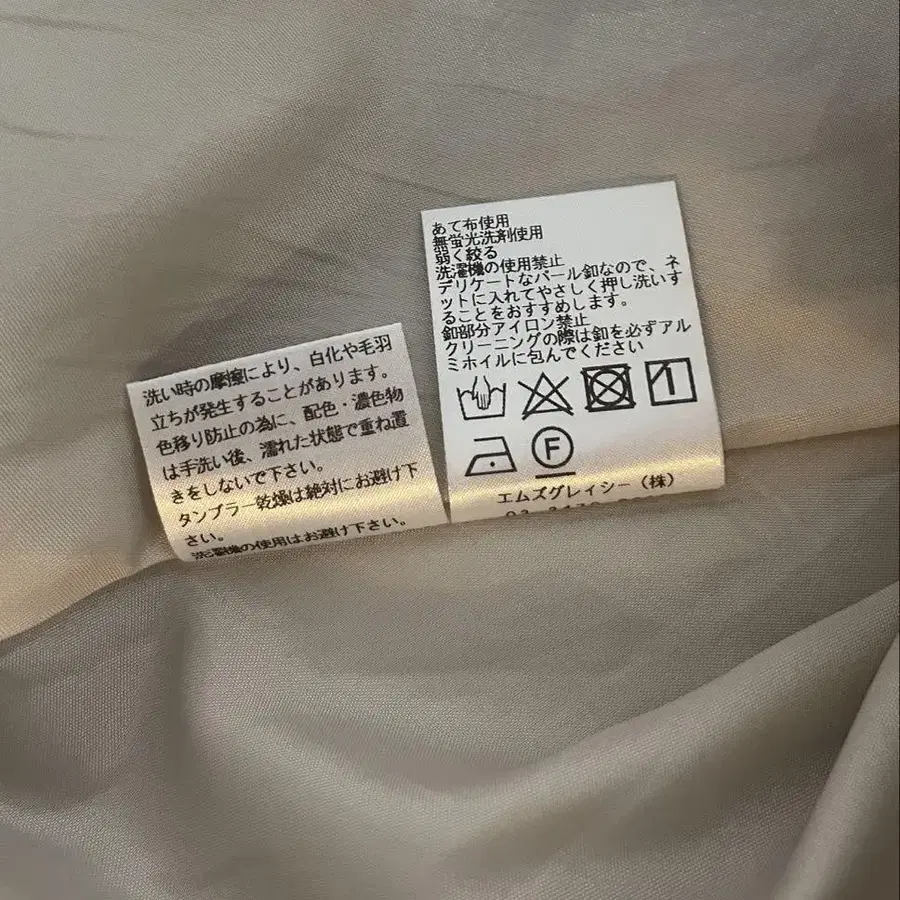 洗い時の摩擦により、白化や毛羽
立ちが発生することがあります。
色移り防止の為に、配色・濃色物
は手洗い後、濡れた状態で重ね置
きをしないで下さい。
タンブラー乾燥は絶対にお避け下
さい。
洗濯機の使用はお避け下さい。
あて布使用
無蛍光洗剤使用
弱く絞る
洗濯機の使用禁止
デリケートなパール釦なので、ネ
ットに入れてやさしく押し洗いす
ることをおすすめします。
釦部分アイロン禁止
クリーニングの際は釦を必ずアル
ミホイルに包んでください
F
エムズグレイシー（株）